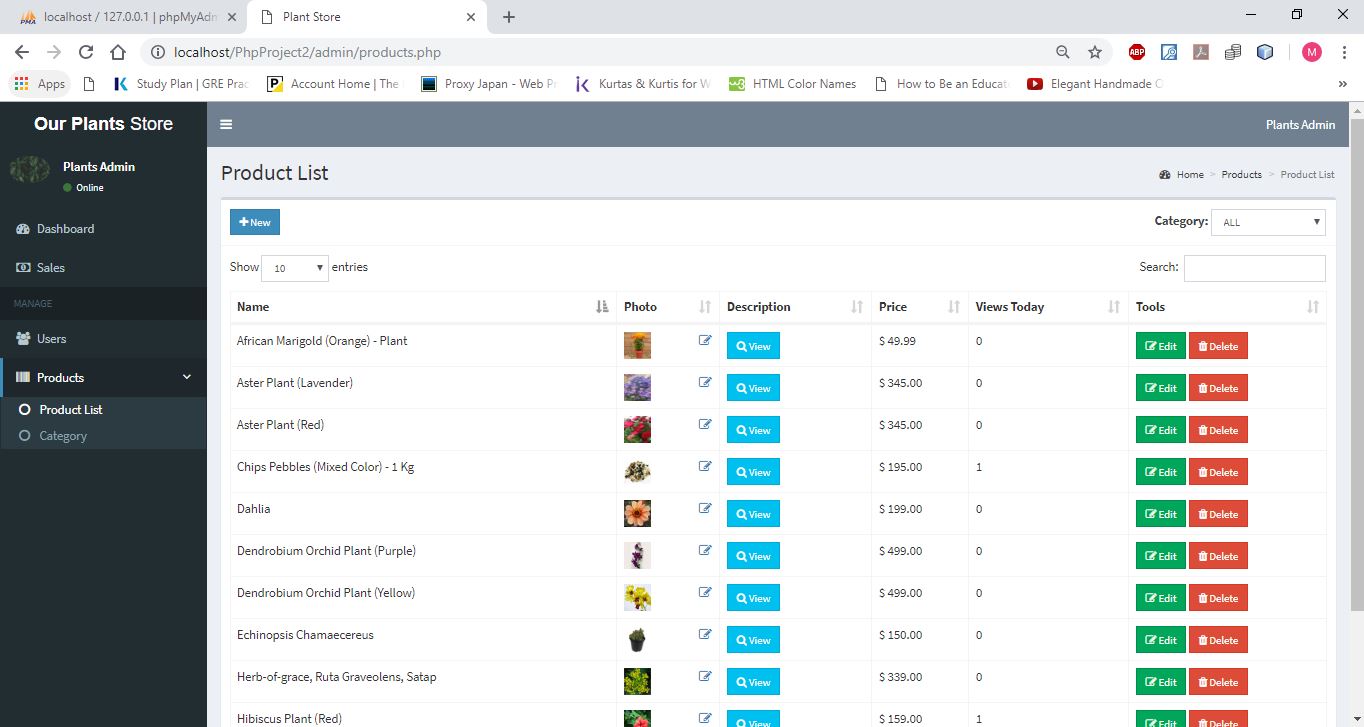 localhost / 127.0.0.1 | phpMyAdm
Plant Store
localhost/PhpProject2/admin/products.php
ABP
M
Apps
Study Plan | GRE Prac
Account Home | The
Proxy Japan - Web Pr
Kurtas & Kurtis for W
HTML Color Names
How to Be an Educat
Elegant Handmade C
»
Our Plants Store
Plants Admin
Plants Admin
Online
Product List
Home > Products > Product List
Dashboard
Sales
MANAGE
Users
Products
Product List
Category
+ New
Category: ALL
Show 10 entries
Search:
Name Photo Description Price Views Today Tools
African Marigold (Orange) - Plant View $ 49.99 0 Edit Delete
Aster Plant (Lavender) View $ 345.00 0 Edit Delete
Aster Plant (Red) View $ 345.00 0 Edit Delete
Chips Pebbles (Mixed Color) - 1 Kg View $ 195.00 1 Edit Delete
Dahlia View $ 199.00 0 Edit Delete
Dendrobium Orchid Plant (Purple) View $ 499.00 0 Edit Delete
Dendrobium Orchid Plant (Yellow) View $ 499.00 0 Edit Delete
Echinopsis Chamaecereus View $ 150.00 0 Edit Delete
Herb-of-grace, Ruta Graveolens, Satap View $ 339.00 0 Edit Delete
Hibiscus Plant (Red) View $ 159.00 1 Edit Delete